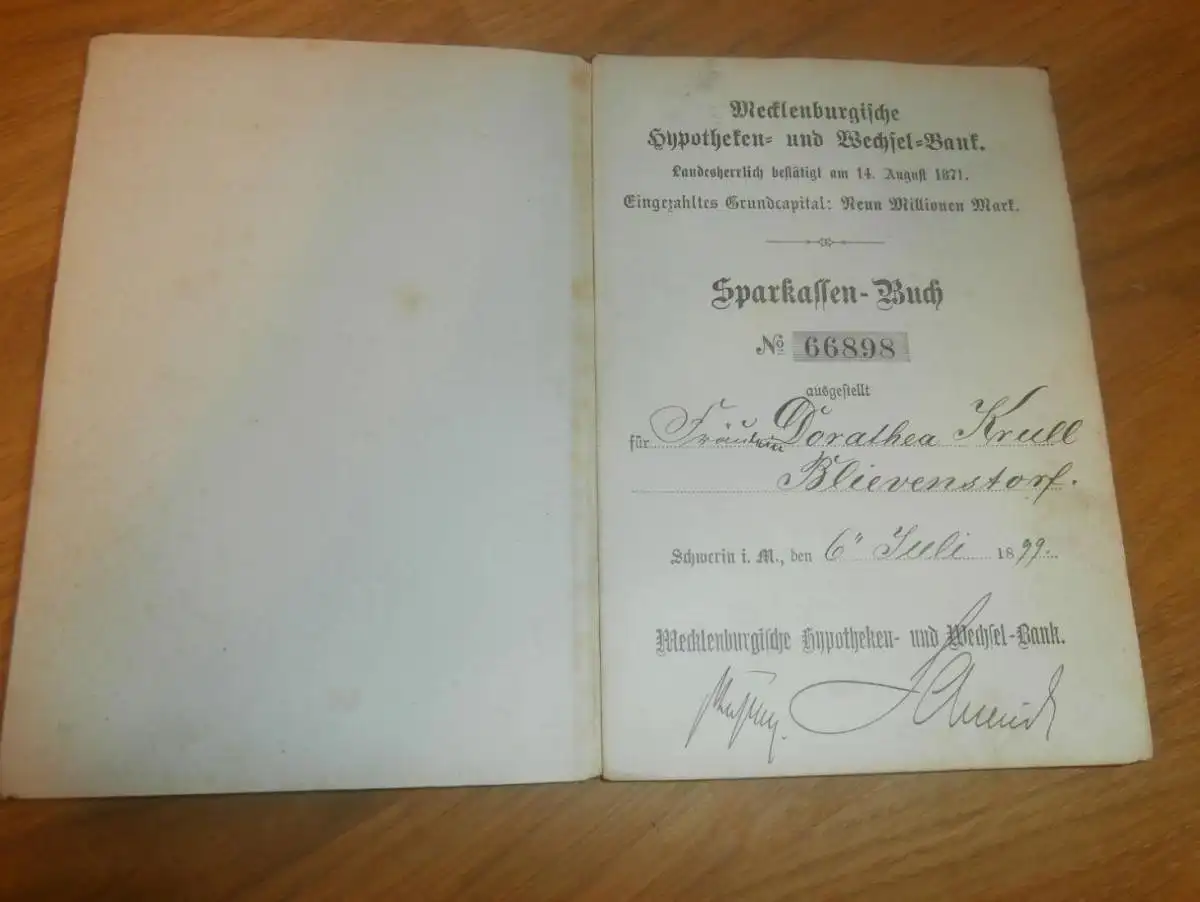 Mecklenburgische
Hypotheken- und Wechsel-Bank.
Landesherrlich bestätigt am 14. August 1871.
Eingezahltes Grundcapital: Neun Millionen Mark.
Sparkassen-Buch
No 66898
ausgestellt
für Fräulein Dorathea Krull
Blievenstorf.
Schwerin i. M., den 6" Juli 1899.
Mecklenburgische Hypotheken- und Wechsel-Bank.